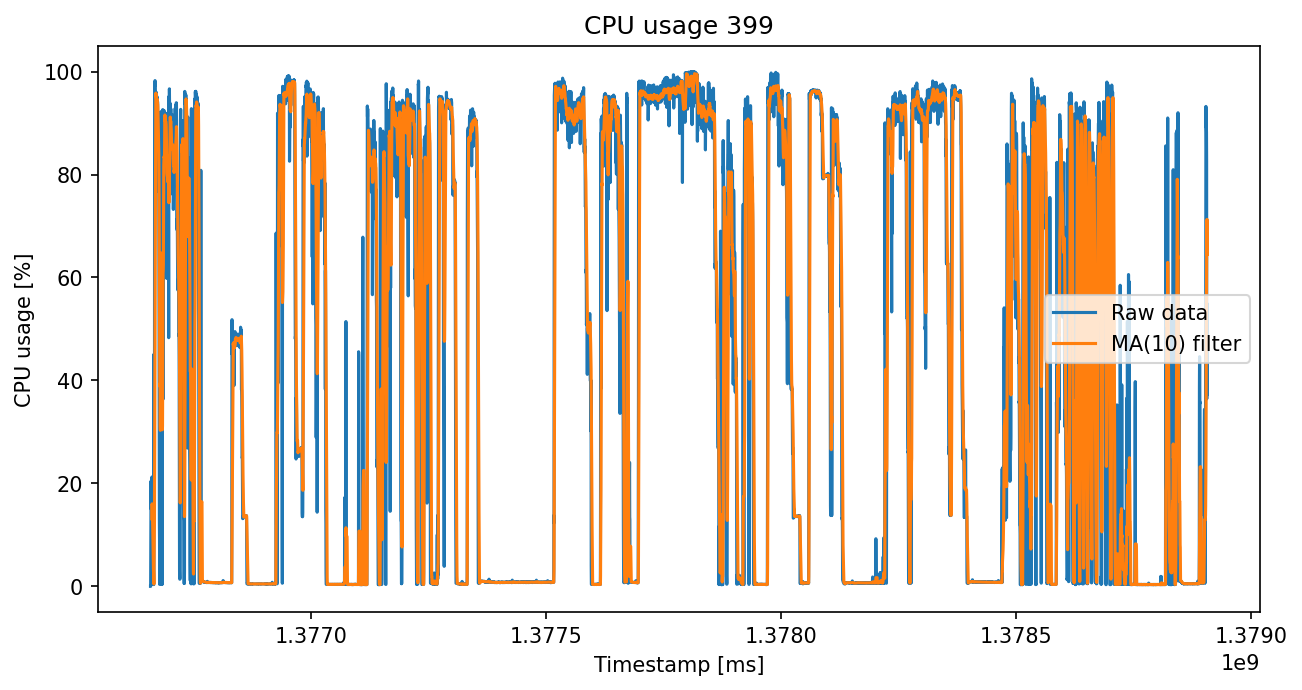 CPU usage 399
100
80
60
40
20
0
CPU usage [%]
Raw data
MA(10) filter
1.3770
1.3775
1.3780
1.3785
1.3790
1e9
Timestamp [ms]